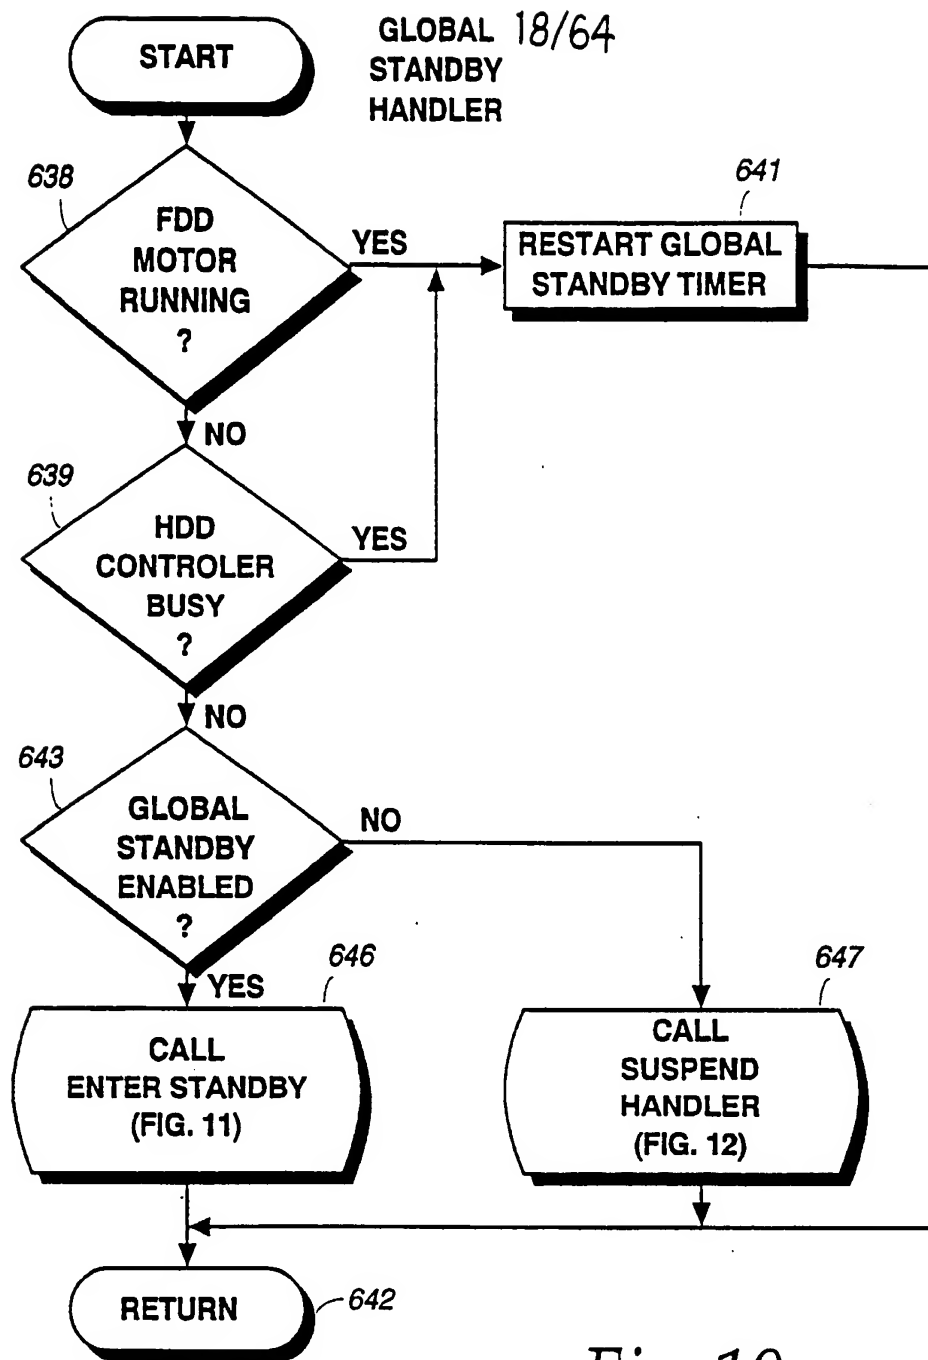 START
GLOBAL 18/64
STANDBY
HANDLER
638
FDD
MOTOR
RUNNING
?
YES
641
RESTART GLOBAL
STANDBY TIMER
NO
639
HDD
CONTROLER
BUSY
?
YES
NO
643
GLOBAL
STANDBY
ENABLED
?
NO
YES
646
CALL
ENTER STANDBY
(FIG. 11)
647
CALL
SUSPEND
HANDLER
(FIG. 12)
RETURN
642